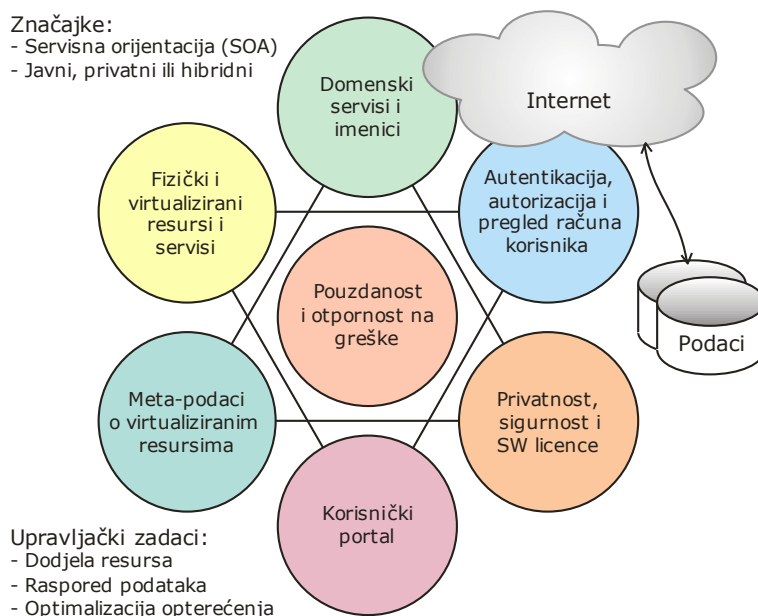 Značajke:
- Servisna orijentacija (SOA)
- Javni, privatni ili hibridni
Domenski
servisi i
imenici
Internet
Fizički i
virtualizirani
resursi i
servisi
Autentikacija,
autorizacija i
pregled računa
korisnika
Pouzdanost
i otpornost na
greške
Podaci
Meta-podaci
o virtualiziranim
resursima
Privatnost,
sigurnost i
SW licence
Korisnički
portal
Upravljački zadaci:
- Dodjela resursa
- Raspored podataka
- Optimalizacija opterećenja